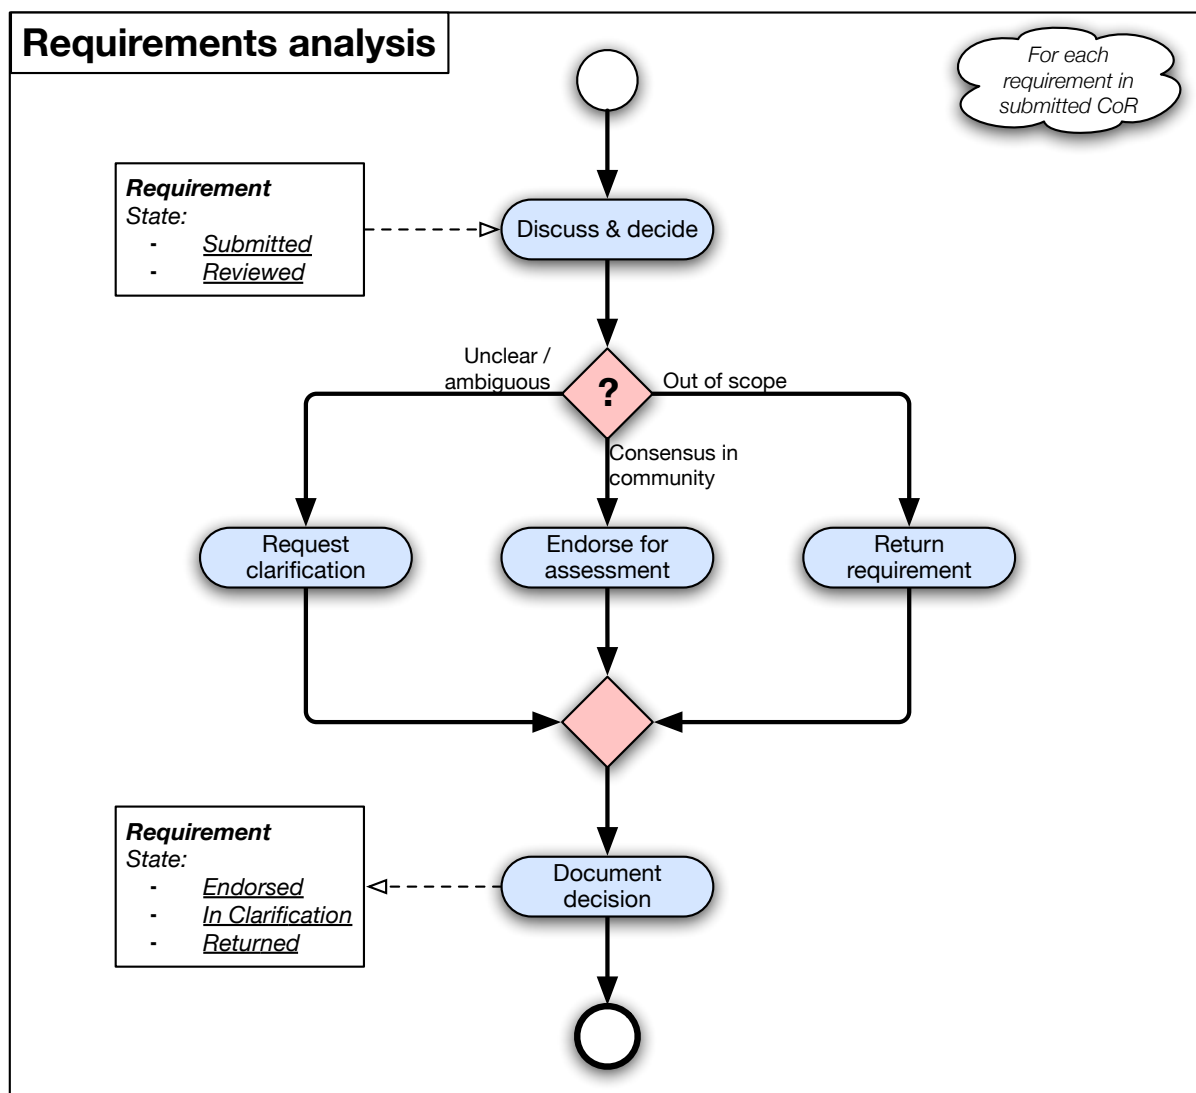 Requirements analysis
For each
requirement in
submitted CoR
Requirement
State:
- Submitted
- Reviewed
Discuss & decide
Unclear /
ambiguous
?
Out of scope
Consensus in
community
Request
clarification
Endorse for
assessment
Return
requirement
Requirement
State:
- Endorsed
- In Clarification
- Returned
Document
decision